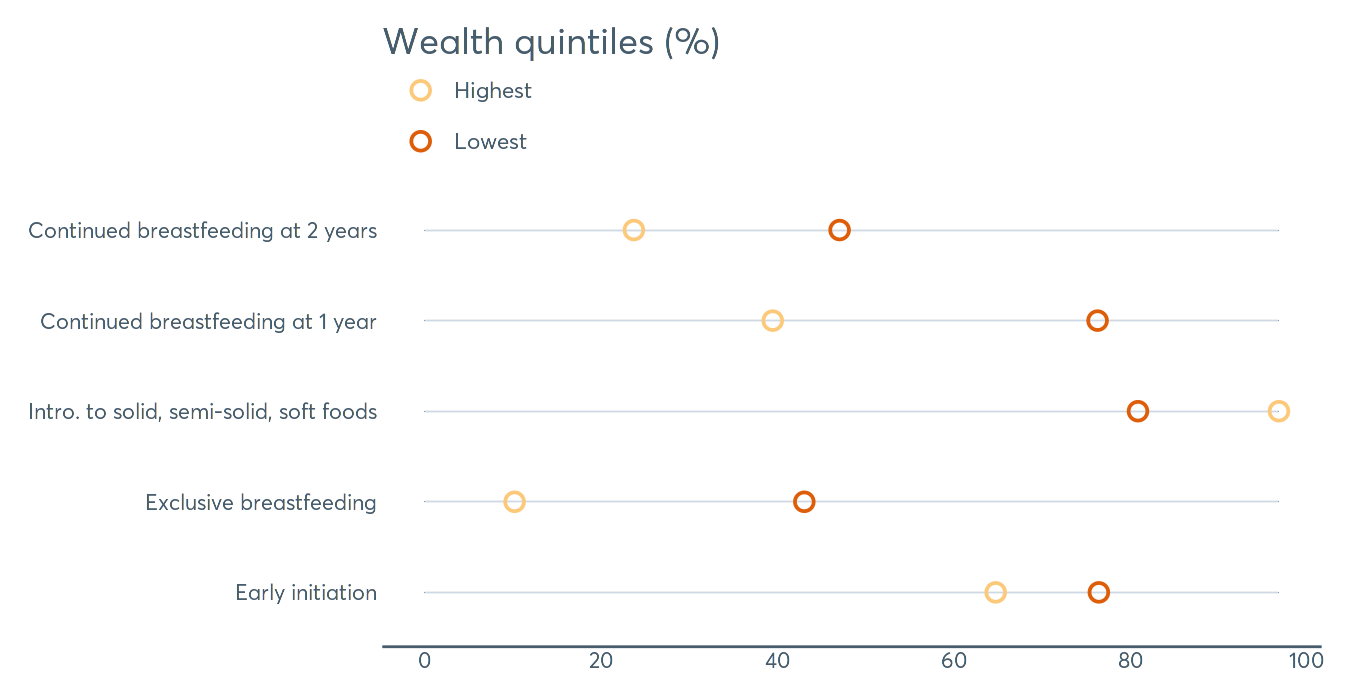 Wealth quintiles (%)
Highest
Lowest
Continued breastfeeding at 2 years
Continued breastfeeding at 1 year
Intro. to solid, semi-solid, soft foods
Exclusive breastfeeding
Early initiation
0 20 40 60 80 100